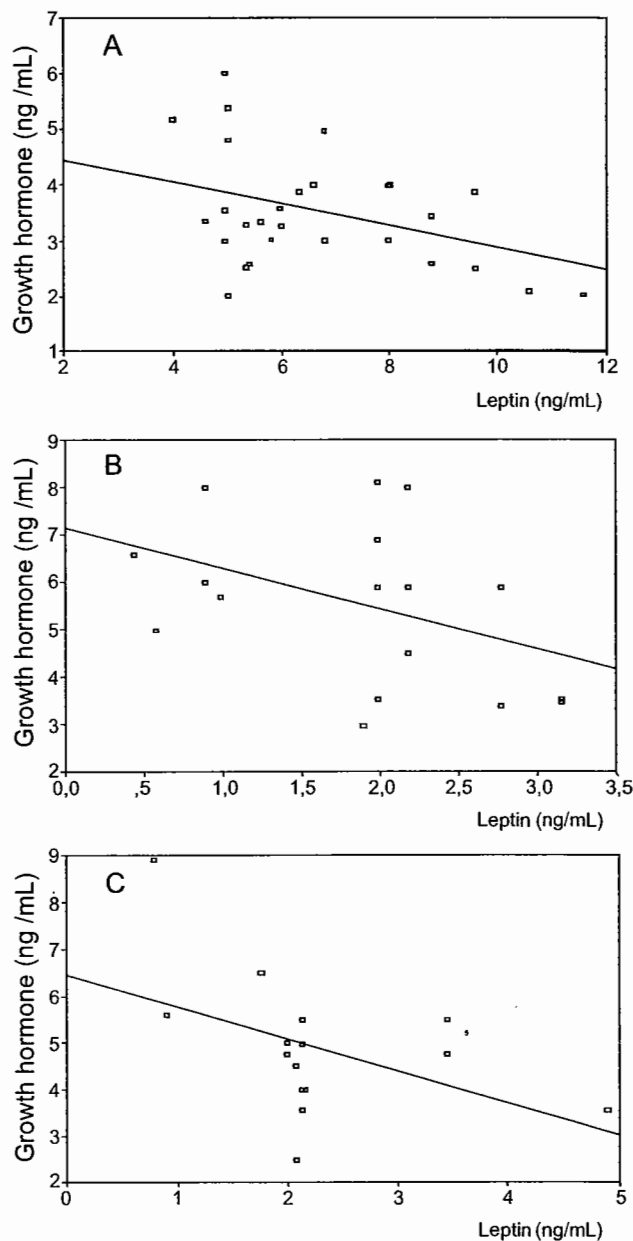 A
Growth hormone (ng /mL)
7
6
5
4
3
2
1
2 4 6 8 10 12
Leptin (ng/mL)
B
Growth hormone (ng /mL)
9
8
7
6
5
4
3
2
0,0 ,5 1,0 2,0 2,5 3,0 3,5
Leptin (ng/mL)
C
Growth hormone (ng /mL)
9
8
7
6
5
4
3
2
0 1 2 3 4 5
Leptin (ng/mL)